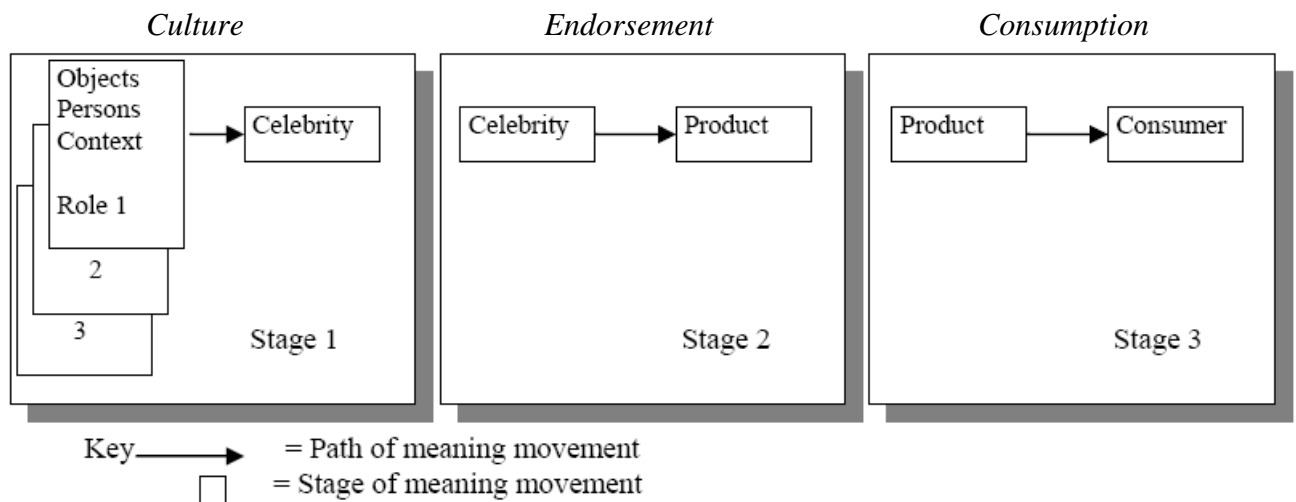 Culture
Endorsement
Consumption
Objects
Persons
Context
Role 1
2
3
Celebrity
Stage 1
Celebrity
Product
Stage 2
Product
Consumer
Stage 3
Key = Path of meaning movement
= Stage of meaning movement